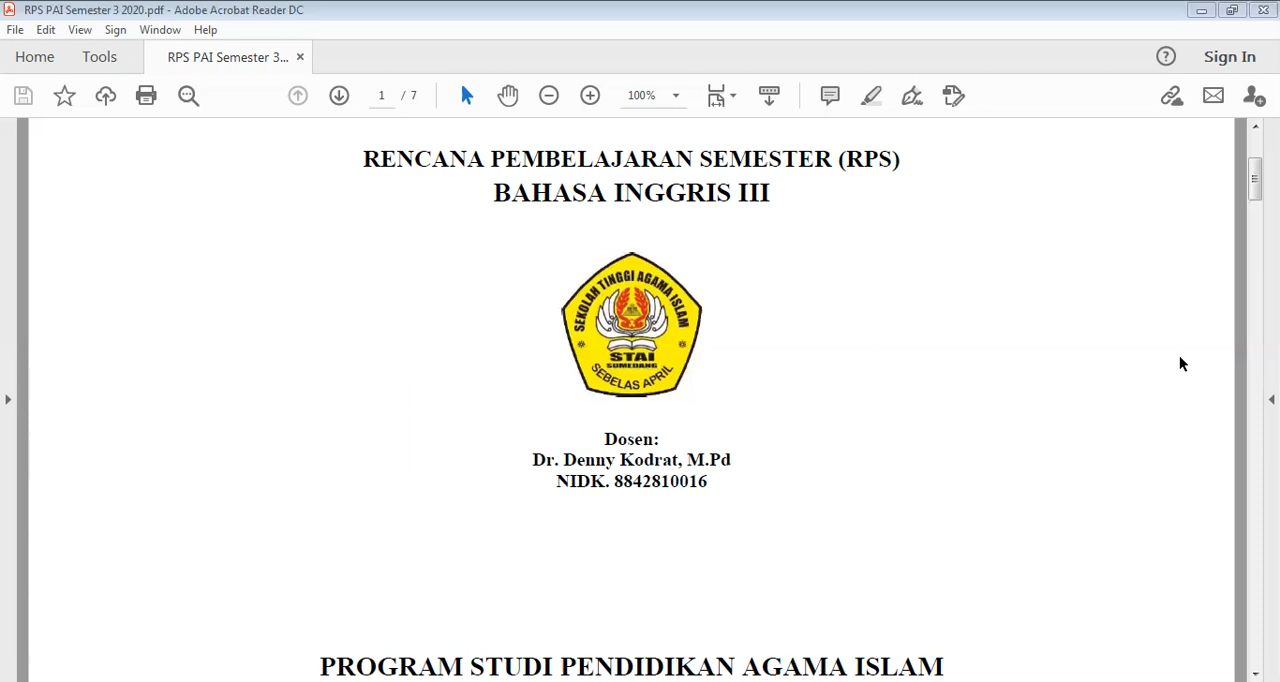 RPS PAI Semester 3 2020.pdf - Adobe Acrobat Reader DC
File Edit View Sign Window Help
Home Tools RPS PAI Semester 3... × ? Sign In
1 / 7 100%
RENCANA PEMBELAJARAN SEMESTER (RPS)
BAHASA INGGRIS III
SEKOLAH TINGGI AGAMA ISLAM
STAI
SUMEDANG
SEBELAS APRIL
Dosen:
Dr. Denny Kodrat, M.Pd
NIDK. 8842810016
PROGRAM STUDI PENDIDIKAN AGAMA ISLAM